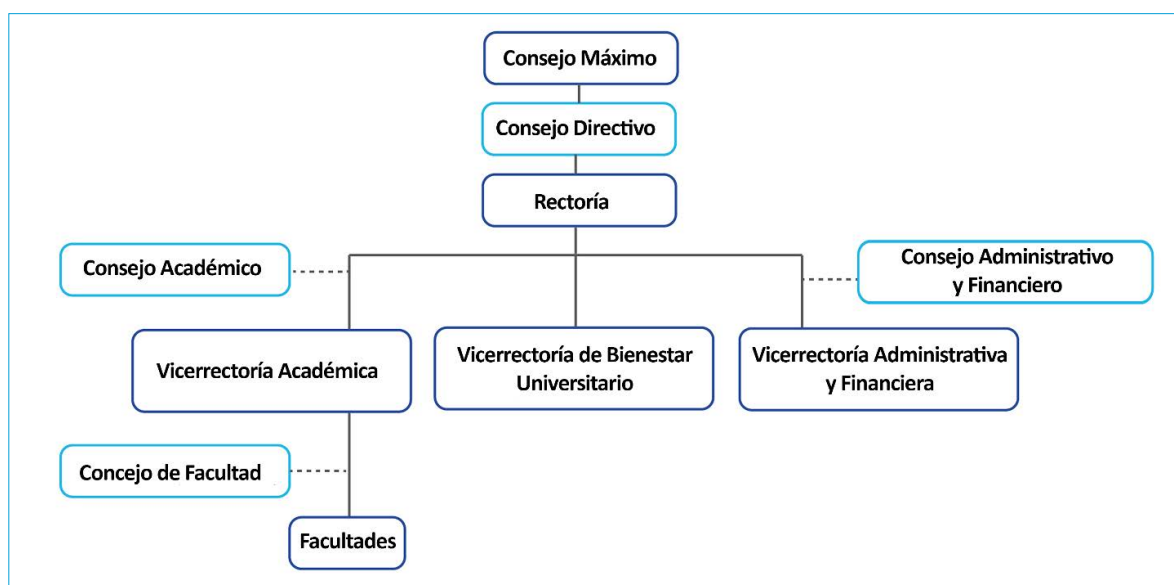 Consejo Máximo
Consejo Directivo
Rectoría
Consejo Académico
Consejo Administrativo
y Financiero
Vicerrectoría Académica
Vicerrectoría de Bienestar
Universitario
Vicerrectoría Administrativa
y Financiera
Concejo de Facultad
Facultades